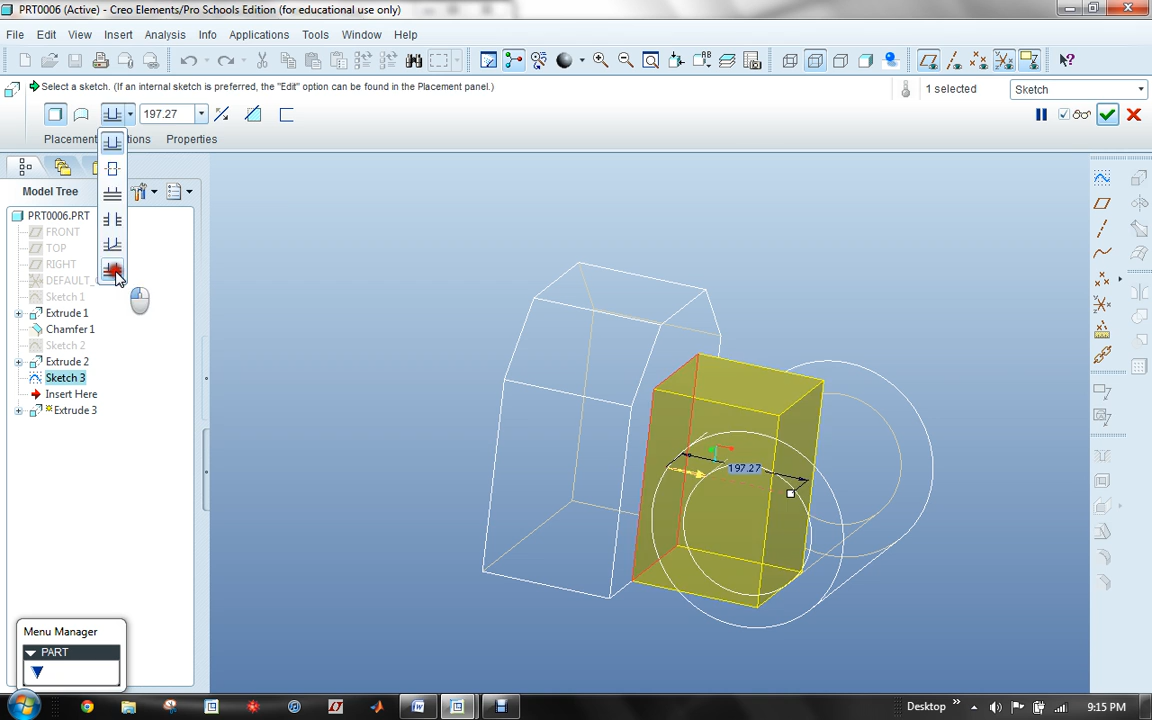 PRT0006 (Active) - Creo Elements/Pro Schools Edition (for educational use only)
File Edit View Insert Analysis Info Applications Tools Window Help
Select a sketch. (If an internal sketch is preferred, the "Edit" option can be found in the Placement panel.)
1 selected
Sketch
197.27
Placement
tions
Properties
Model Tree
PRT0006.PRT
FRONT
TOP
RIGHT
DEFAULT_
Sketch 1
Extrude 1
Chamfer 1
Sketch 2
Extrude 2
Sketch 3
Insert Here
Extrude 3
197.27
Menu Manager
PART
Desktop
9:15 PM